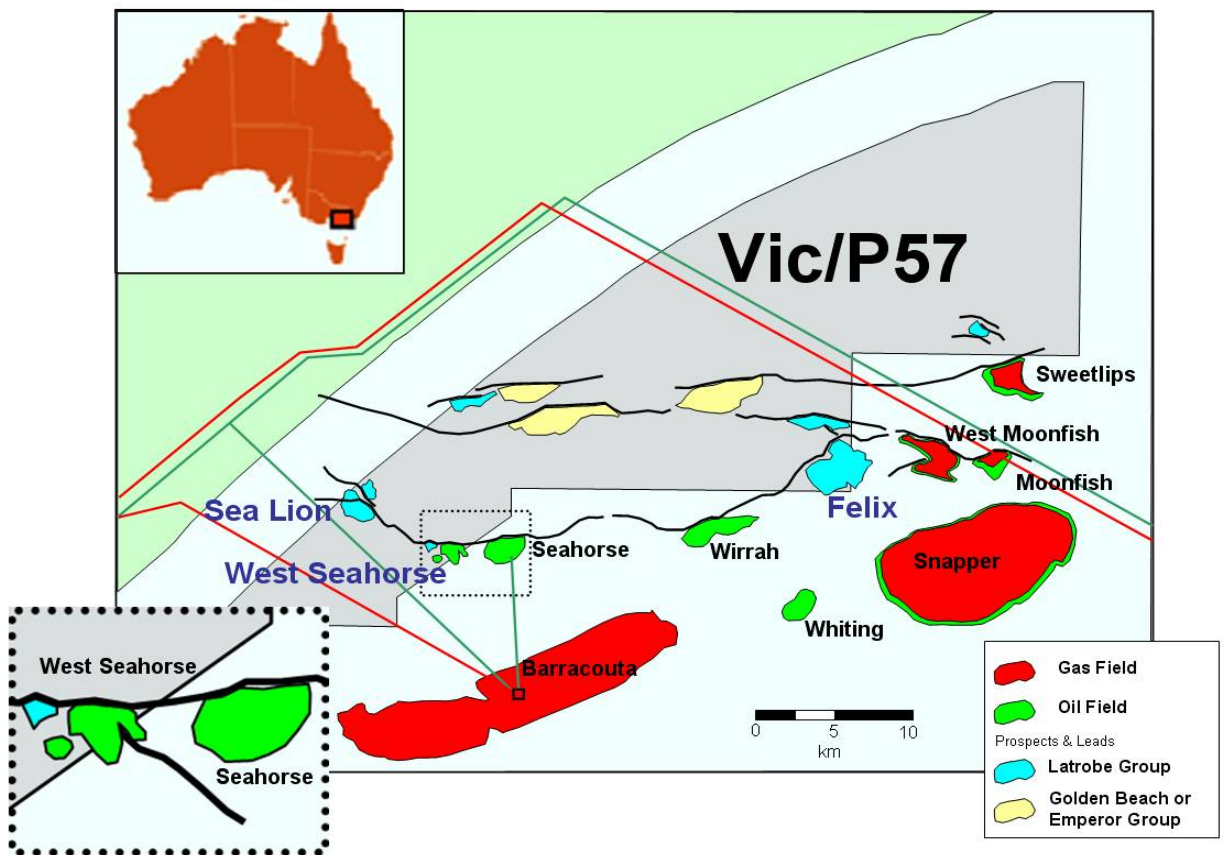 Vic/P57
Sweetlips
West Moonfish
Moonfish
Sea Lion
Felix
Seahorse
Wirrah
West Seahorse
Snapper
Whiting
Barracouta
West Seahorse
Seahorse
0 5 10
km
Gas Field
Oil Field
Prospects & Leads
Latrobe Group
Golden Beach or
Emperor Group